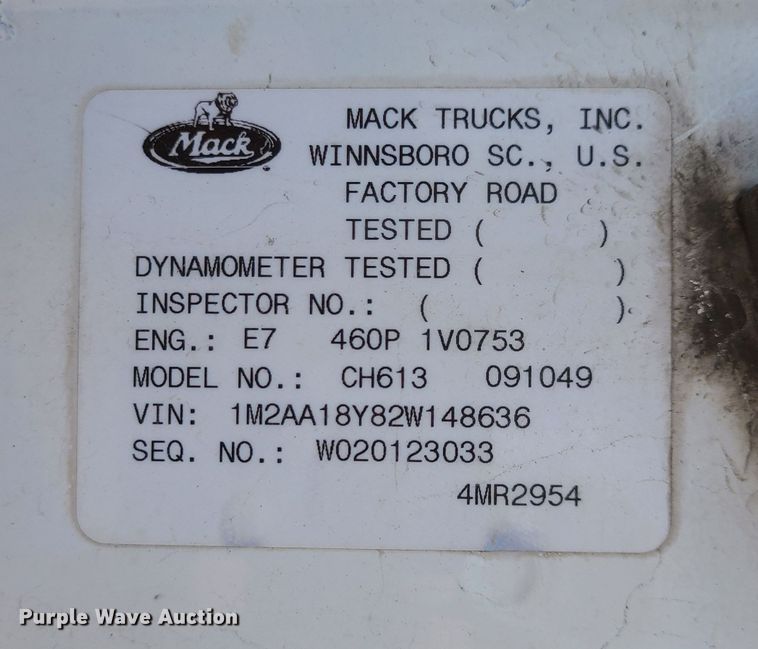 Mack
MACK TRUCKS, INC.
WINNSBORO SC., U.S.
FACTORY ROAD
TESTED (        )
DYNAMOMETER TESTED (        )
INSPECTOR NO.: (        )
ENG.: E7 460P 1V0753
MODEL NO.: CH613 091049
VIN: 1M2AA18Y82W148636
SEQ. NO.: W020123033
4MR2954
Purple Wave Auction